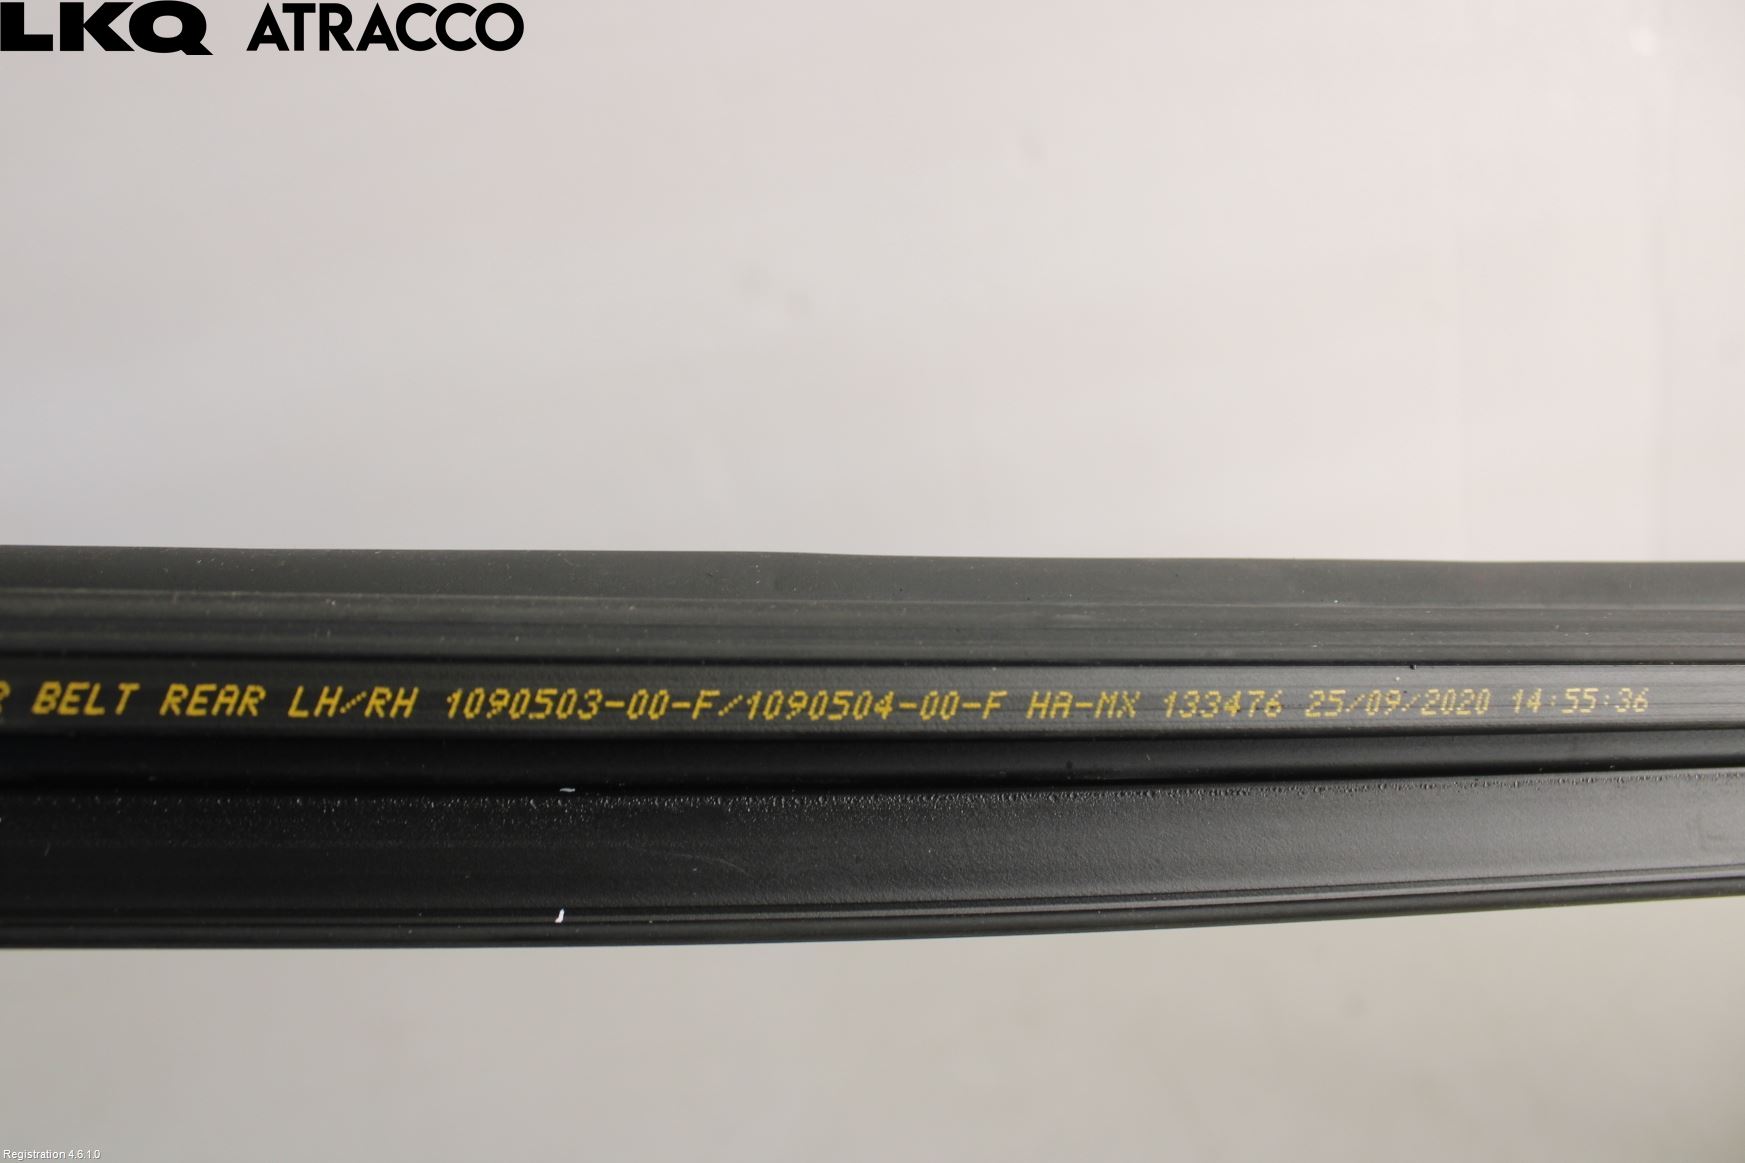 LKQ ATRACCO
R BELT REAR LH/RH 1090503-00-F/1090504-00-F HA-MX 133476 25/09/2020 14:55:36
Registration 4.6.1.0